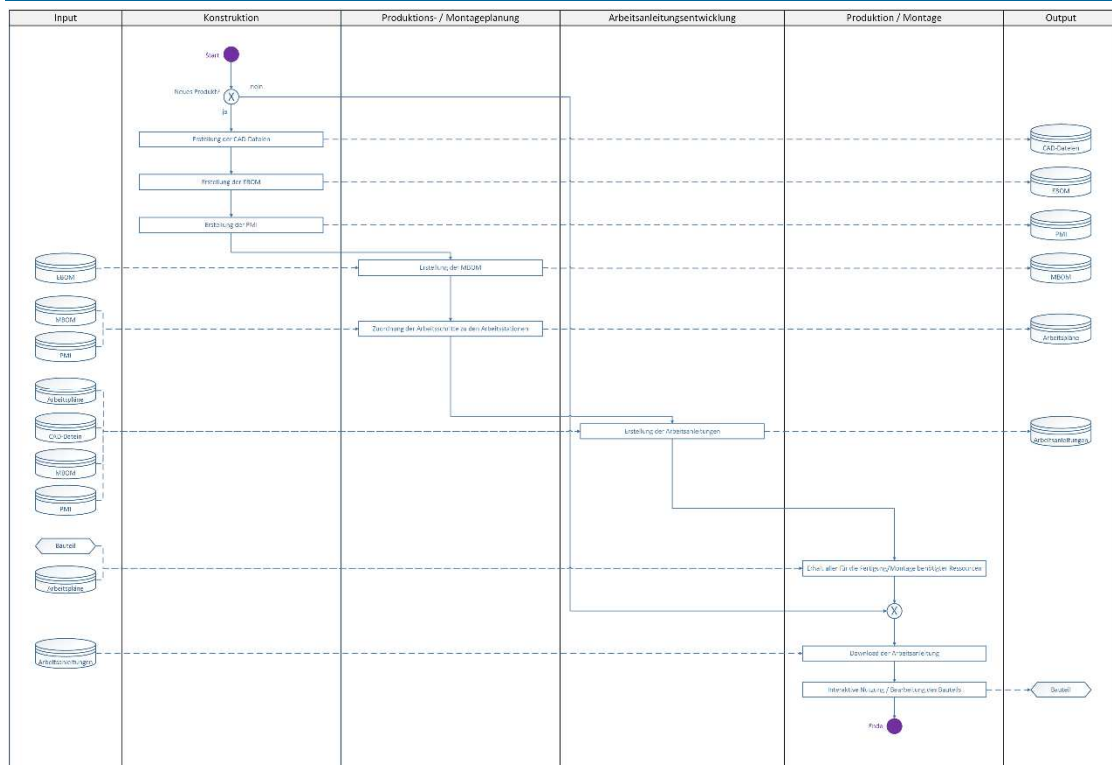 Input
Konstruktion
Produktions- / Montageplanung
Arbeitsanleitungsentwicklung
Produktion / Montage
Output
Start
Neues Produkt?
nein
X
ja
Erstellung der CAD-Dateien
CAD-Dateien
Erstellung der EBOM
EBOM
Erstellung der PMI
PMI
EBOM
Erstellung der MBOM
MBOM
MBOM
Zuordnung der Arbeitsschritte zu den Arbeitsstationen
Arbeitspläne
PMI
Arbeitspläne
CAD-Datein
Erstellung der Arbeitsanleitungen
Arbeitsanleitungen
MBOM
PMI
Bauteil
Erhalt aller für die Fertigung/Montage benötigter Ressourcen
Arbeitspläne
X
Arbeitsanleitungen
Download der Arbeitsanleitung
Interaktive Nutzung / Bearbeitung des Bauteils
Bauteil
Ende